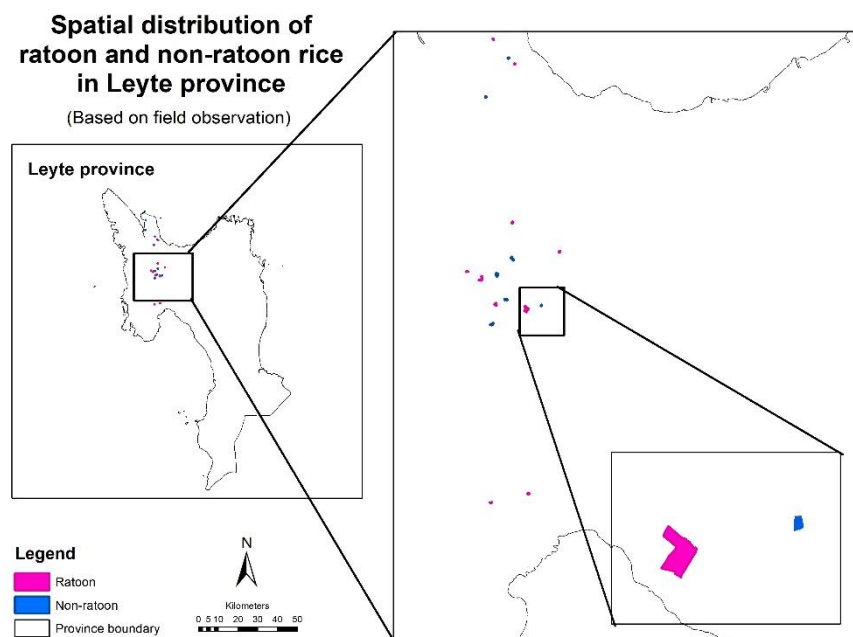 Spatial distribution of
ratoon and non-ratoon rice
in Leyte province
(Based on field observation)
Leyte province
Legend
Ratoon
Non-ratoon
Province boundary
N
Kilometers
0 5 10 20 30 40 50